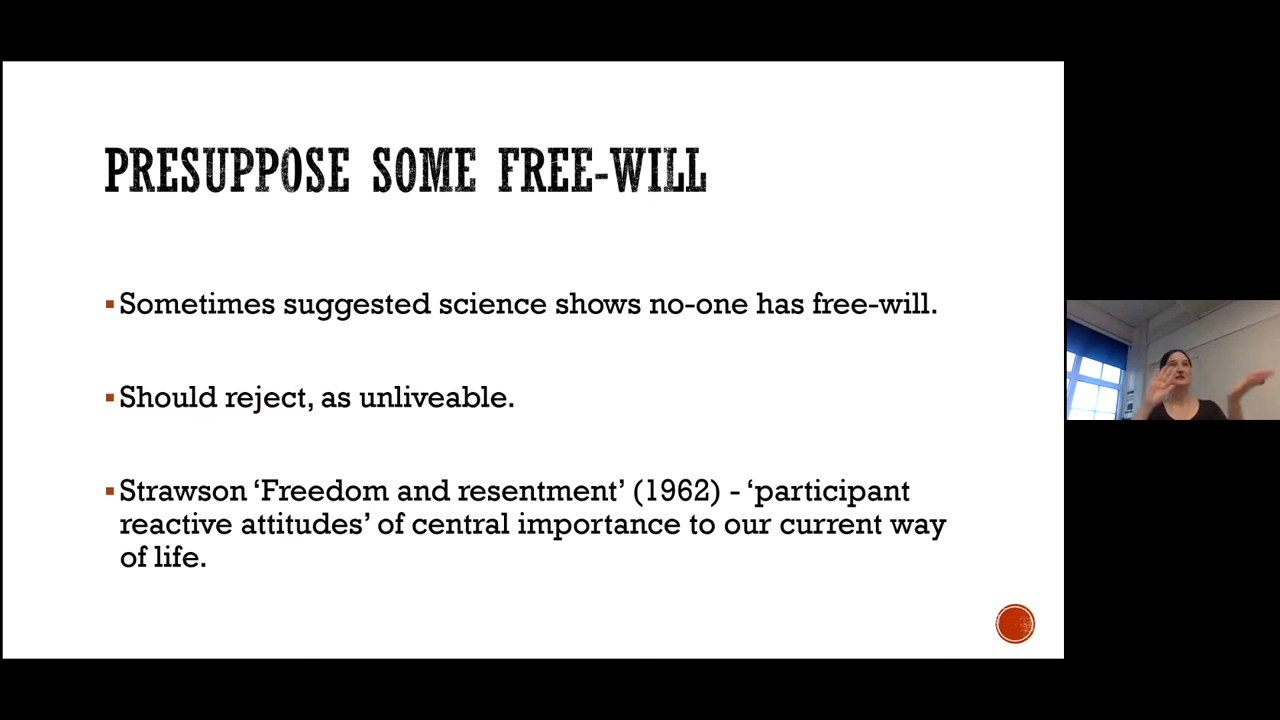 PRESUPPOSE SOME FREE-WILL
Sometimes suggested science shows no-one has free-will.
Should reject, as unliveable.
Strawson ‘Freedom and resentment’ (1962) - ‘participant
reactive attitudes’ of central importance to our current way
of life.